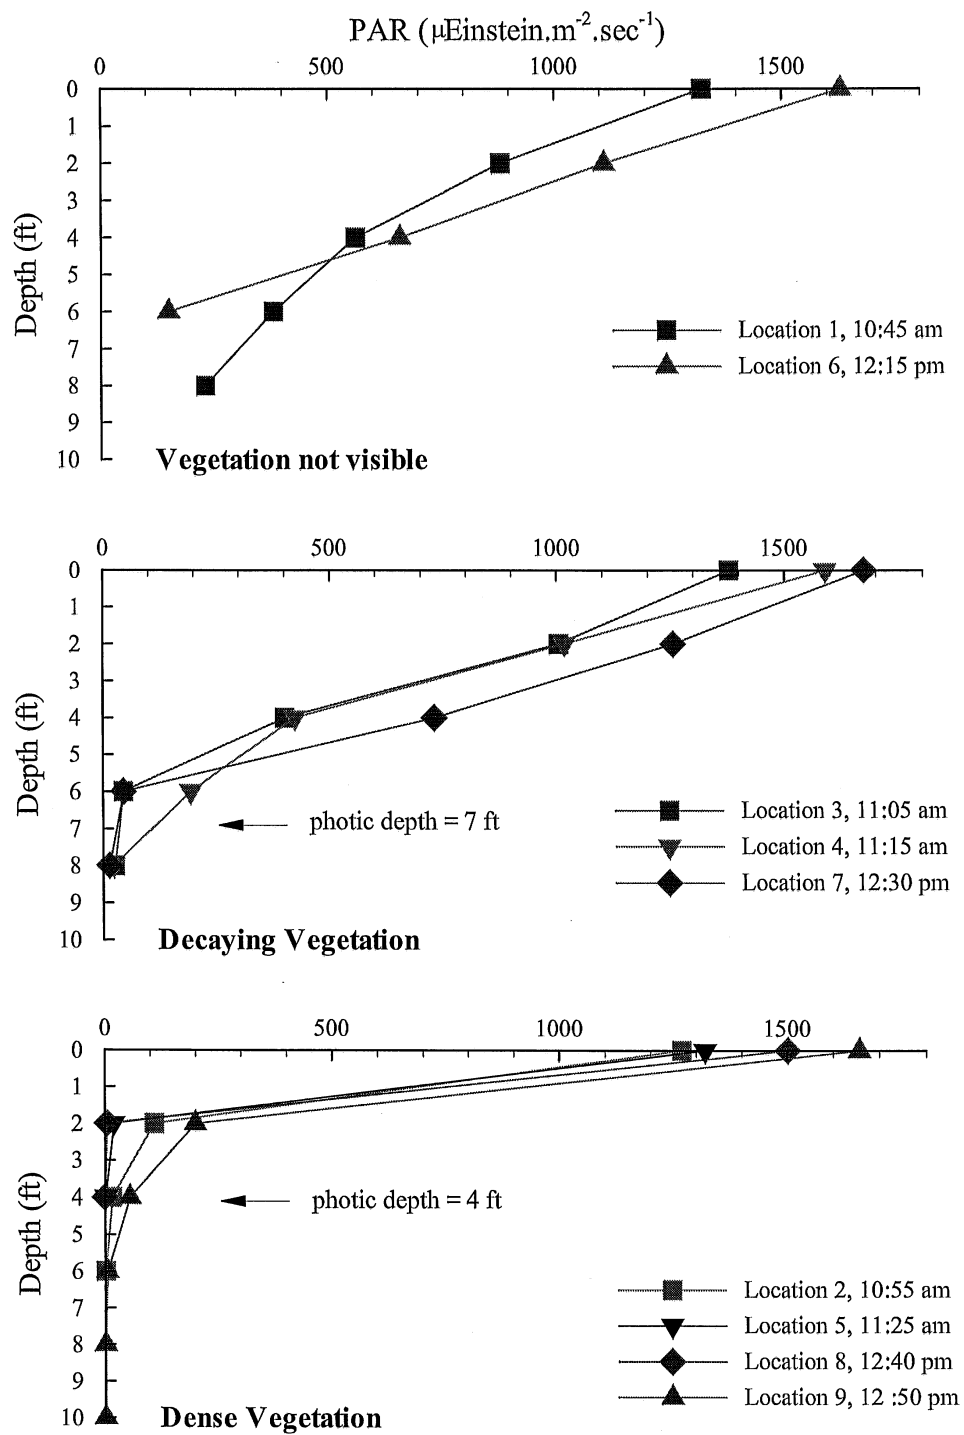 PAR (μEinstein.m⁻².sec⁻¹)
0 500 1000 1500
0
1
2
3
4
5
6
7
8
9
10
Depth (ft)
Location 1, 10:45 am
Location 6, 12:15 pm
Vegetation not visible
0 500 1000 1500
0
1
2
3
4
5
6
7
8
9
10
Depth (ft)
photic depth = 7 ft
Location 3, 11:05 am
Location 4, 11:15 am
Location 7, 12:30 pm
Decaying Vegetation
0 500 1000 1500
0
1
2
3
4
5
6
7
8
9
10
Depth (ft)
photic depth = 4 ft
Location 2, 10:55 am
Location 5, 11:25 am
Location 8, 12:40 pm
Location 9, 12 :50 pm
Dense Vegetation